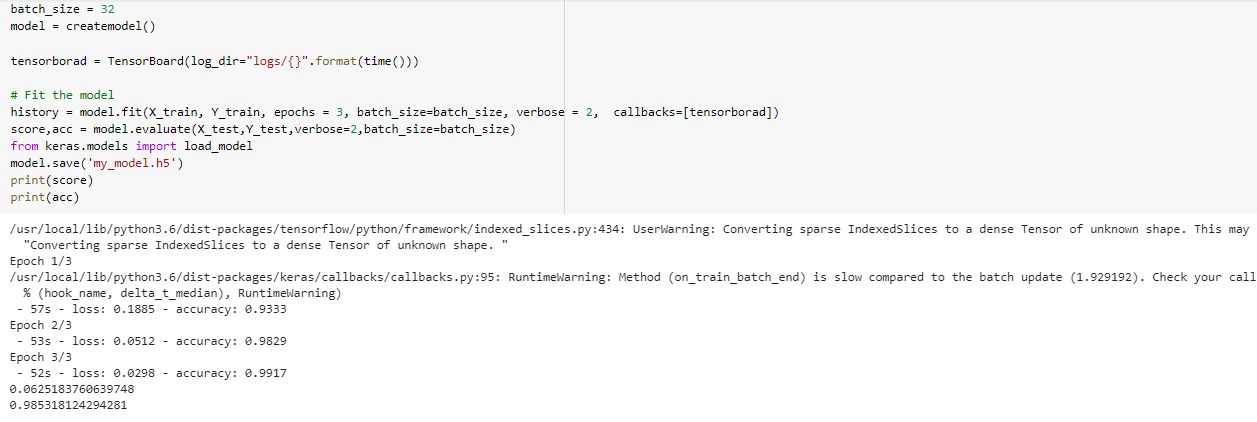 batch_size = 32
model = createmodel()
tensorborad = TensorBoard(log_dir="logs/{}".format(time()))
# Fit the model
history = model.fit(X_train, Y_train, epochs = 3, batch_size=batch_size, verbose = 2,  callbacks=[tensorborad])
score,acc = model.evaluate(X_test,Y_test,verbose=2,batch_size=batch_size)
from keras.models import load_model
model.save('my_model.h5')
print(score)
print(acc)
/usr/local/lib/python3.6/dist-packages/tensorflow/python/framework/indexed_slices.py:434: UserWarning: Converting sparse IndexedSlices to a dense Tensor of unknown shape. This may
  "Converting sparse IndexedSlices to a dense Tensor of unknown shape. "
Epoch 1/3
/usr/local/lib/python3.6/dist-packages/keras/callbacks/callbacks.py:95: RuntimeWarning: Method (on_train_batch_end) is slow compared to the batch update (1.929192). Check your call
  % (hook_name, delta_t_median), RuntimeWarning)
 - 57s - loss: 0.1885 - accuracy: 0.9333
Epoch 2/3
 - 53s - loss: 0.0512 - accuracy: 0.9829
Epoch 3/3
 - 52s - loss: 0.0298 - accuracy: 0.9917
0.0625183760639748
0.985318124294281